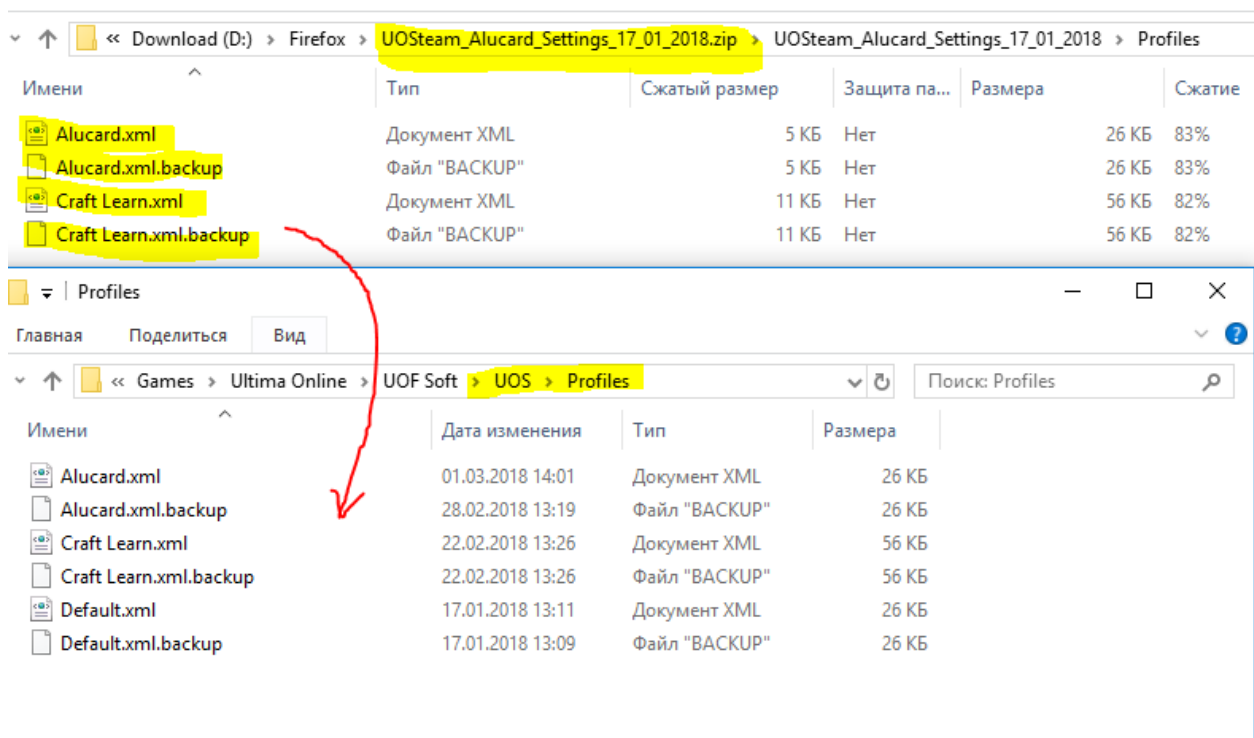 « Download (D:) > Firefox > UOSteam_Alucard_Settings_17_01_2018.zip > UOSteam_Alucard_Settings_17_01_2018 > Profiles
Имени Тип Сжатый размер Защита па... Размера Сжатие
Alucard.xml Документ XML 5 КБ Нет 26 КБ 83%
Alucard.xml.backup Файл "BACKUP" 5 КБ Нет 26 КБ 83%
Craft Learn.xml Документ XML 11 КБ Нет 56 КБ 82%
Craft Learn.xml.backup Файл "BACKUP" 11 КБ Нет 56 КБ 82%
Profiles
Главная Поделиться Вид
« Games > Ultima Online > UOF Soft > UOS > Profiles Поиск: Profiles
Имени Дата изменения Тип Размера
Alucard.xml 01.03.2018 14:01 Документ XML 26 КБ
Alucard.xml.backup 28.02.2018 13:19 Файл "BACKUP" 26 КБ
Craft Learn.xml 22.02.2018 13:26 Документ XML 56 КБ
Craft Learn.xml.backup 22.02.2018 13:26 Файл "BACKUP" 56 КБ
Default.xml 17.01.2018 13:11 Документ XML 26 КБ
Default.xml.backup 17.01.2018 13:09 Файл "BACKUP" 26 КБ